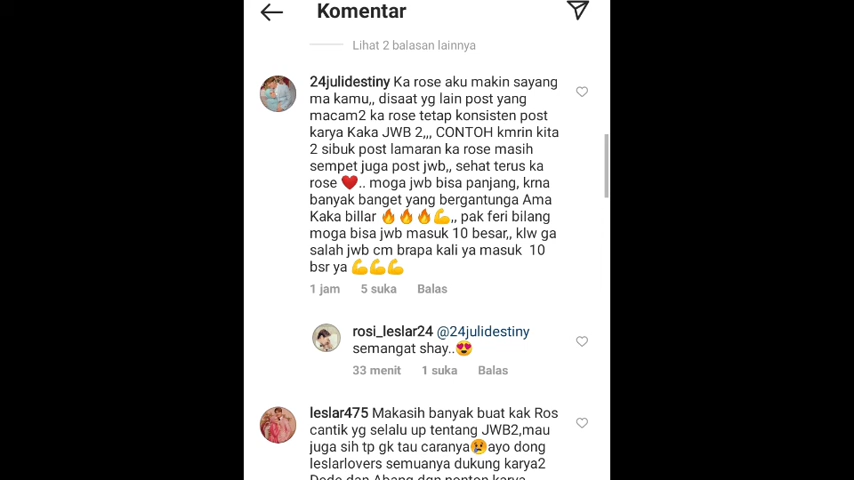 Komentar
Lihat 2 balasan lainnya
24julidestiny Ka rose aku makin sayang
ma kamu,, disaat yg lain post yang
macam2 ka rose tetap konsisten post
karya Kaka JWB 2,,, CONTOH kmrin kita
2 sibuk post lamaran ka rose masih
sempet juga post jwb,, sehat terus ka
rose ❤️.. moga jwb bisa panjang, krna
banyak banget yang bergantunga Ama
Kaka billar 🔥🔥🔥💪,, pak feri bilang
moga bisa jwb masuk 10 besar,, klw ga
salah jwb cm brapa kali ya masuk 10
bsr ya 💪💪💪
1 jam 5 suka Balas
rosi_leslar24 @24julidestiny
semangat shay..😍
33 menit 1 suka Balas
leslar475 Makasih banyak buat kak Ros
cantik yg selalu up tentang JWB2,mau
juga sih tp gk tau caranya😢ayo dong
leslarlovers semuanya dukung karya2
Dede dan Abang dgn nonton karya